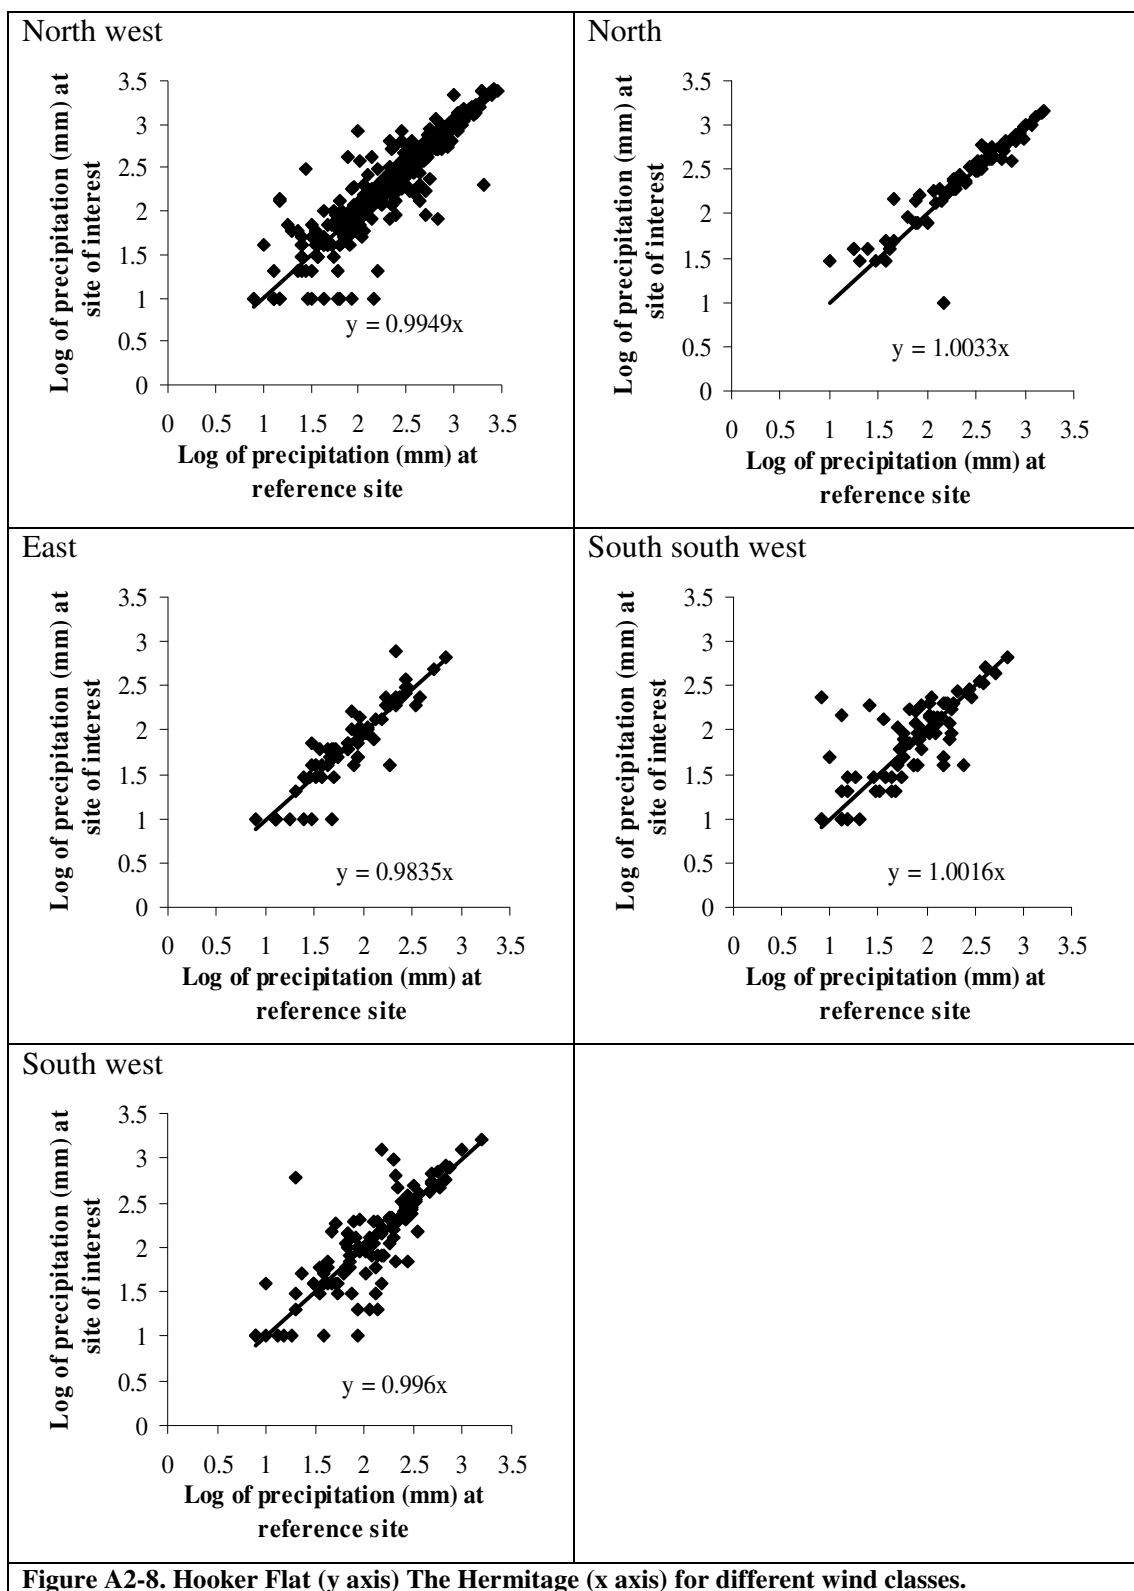 North west
Log of precipitation (mm) at
site of interest
3.5
3
2.5
2
1.5
1
0.5
0
y = 0.9949x
0 0.5 1 1.5 2 2.5 3 3.5
Log of precipitation (mm) at
reference site
North
Log of precipitation (mm) at
site of interest
3.5
3
2.5
2
1.5
1
0.5
0
y = 1.0033x
0 0.5 1 1.5 2 2.5 3 3.5
Log of precipitation (mm) at
reference site
East
Log of precipitation (mm) at
site of interest
3.5
3
2.5
2
1.5
1
0.5
0
y = 0.9835x
0 0.5 1 1.5 2 2.5 3 3.5
Log of precipitation (mm) at
reference site
South south west
Log of precipitation (mm) at
site of interest
3.5
3
2.5
2
1.5
1
0.5
0
y = 1.0016x
0 0.5 1 1.5 2 2.5 3 3.5
Log of precipitation (mm) at
reference site
South west
Log of precipitation (mm) at
site of interest
3.5
3
2.5
2
1.5
1
0.5
0
y = 0.996x
0 0.5 1 1.5 2 2.5 3 3.5
Log of precipitation (mm) at
reference site
Figure A2-8. Hooker Flat (y axis) The Hermitage (x axis) for different wind classes.